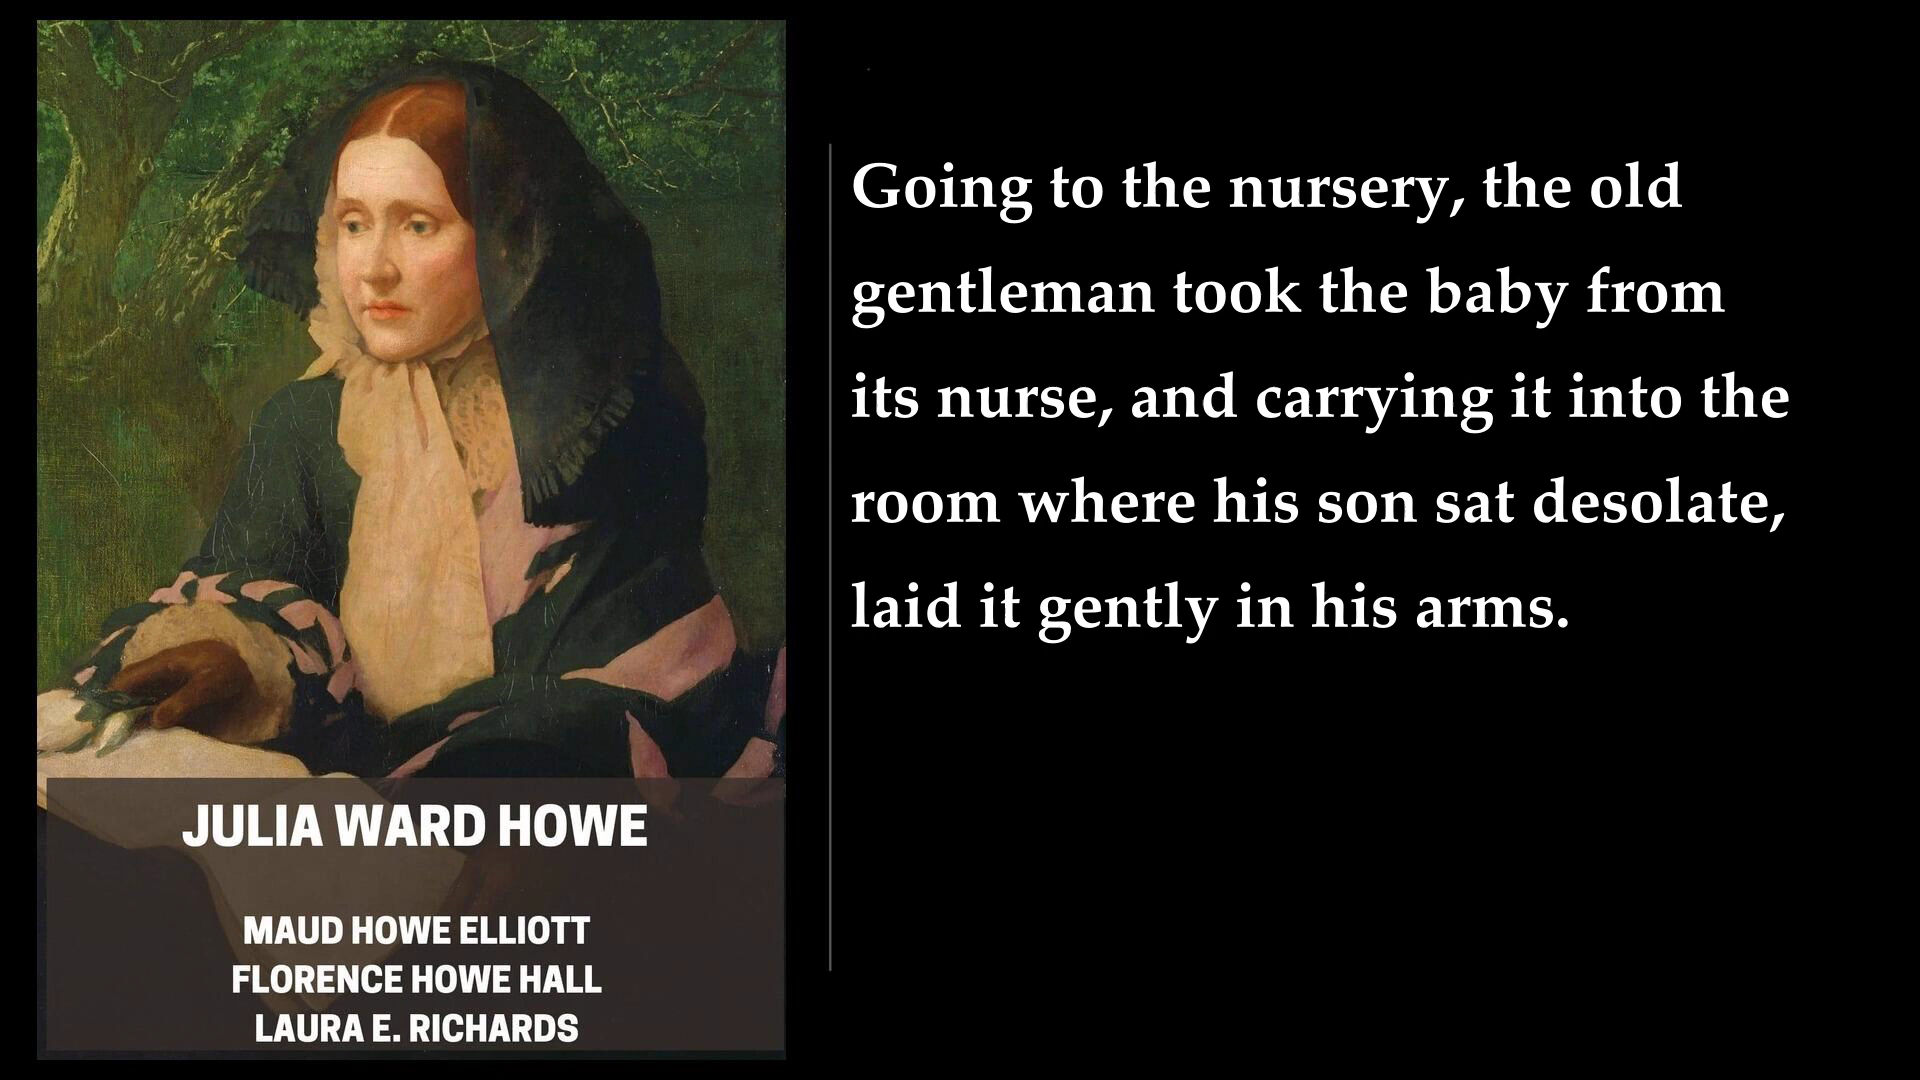 JULIA WARD HOWE
MAUD HOWE ELLIOTT
FLORENCE HOWE HALL
LAURA E. RICHARDS
Going to the nursery, the old
gentleman took the baby from
its nurse, and carrying it into the
room where his son sat desolate,
laid it gently in his arms.